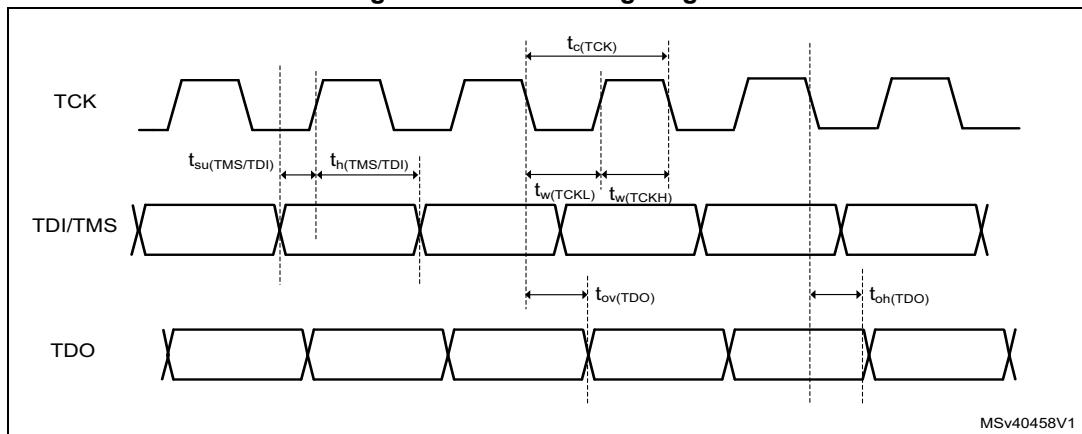 tc(TCK)
TCK
tsu(TMS/TDI)
th(TMS/TDI)
tw(TCKL)
tw(TCKH)
TDI/TMS
tov(TDO)
toh(TDO)
TDO
MSv40458V1